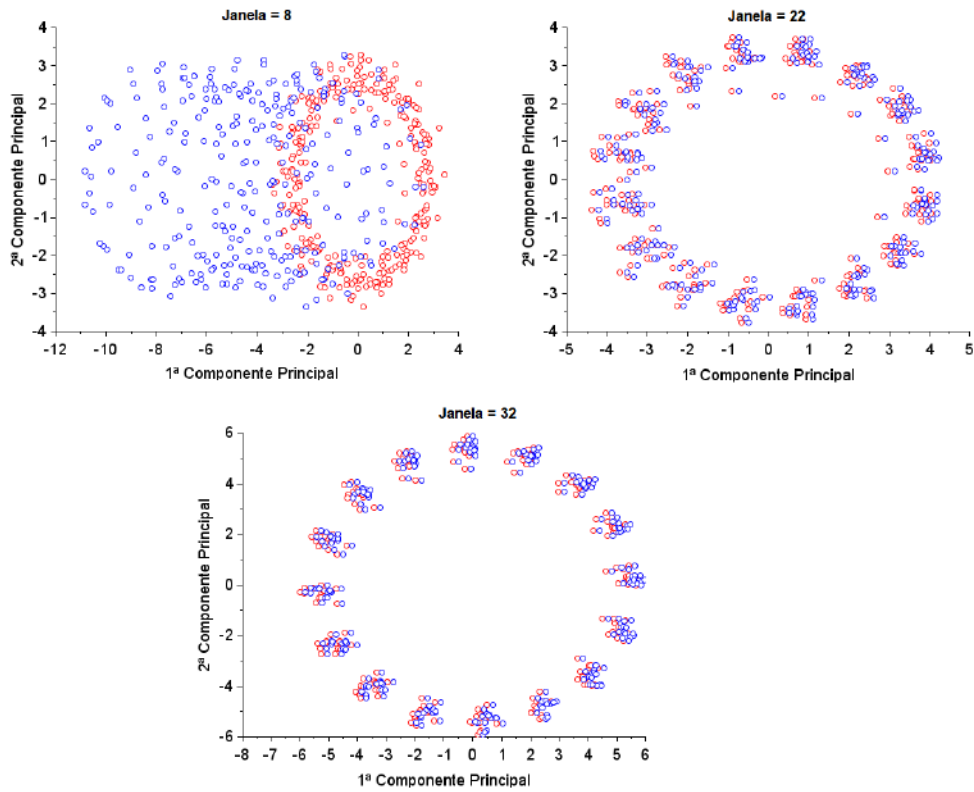 Janela = 8
4
3
2
1
0
-1
-2
-3
-4
2ª Componente Principal
-12 -10 -8 -6 -4 -2 0 2 4
1ª Componente Principal
Janela = 22
4
3
2
1
0
-1
-2
-3
-4
2ª Componente Principal
-5 -4 -3 -2 -1 0 1 2 3 4 5
1ª Componente Principal
Janela = 32
6
4
2
0
-2
-4
-6
2ª Componente Principal
-8 -7 -6 -5 -4 -3 -2 -1 0 1 2 3 4 5 6
1ª Componente Principal